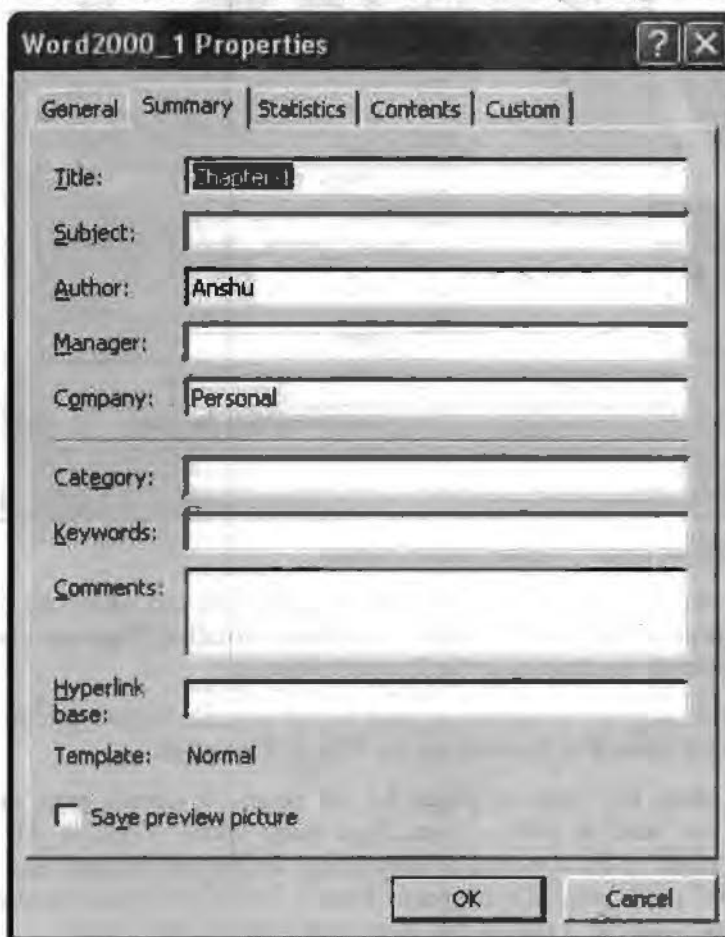 Word2000_1 Properties
General Summary Statistics Contents Custom
Title: Chapter-1
Subject:
Author: Anshu
Manager:
Company: Personal
Category:
Keywords:
Comments:
Hyperlink
base:
Template: Normal
Save preview picture
OK Cancel